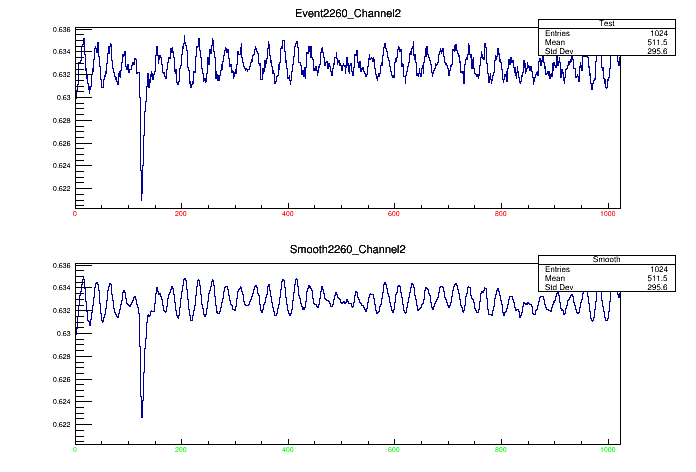 Event2260_Channel2
Test
Entries 1024
Mean 511.5
Std Dev 295.6
0.636
0.634
0.632
0.63
0.628
0.626
0.624
0.622
0 200 400 600 800 1000
Smooth2260_Channel2
Smooth
Entries 1024
Mean 511.5
Std Dev 295.6
0.636
0.634
0.632
0.63
0.628
0.626
0.624
0.622
0 200 400 600 800 1000